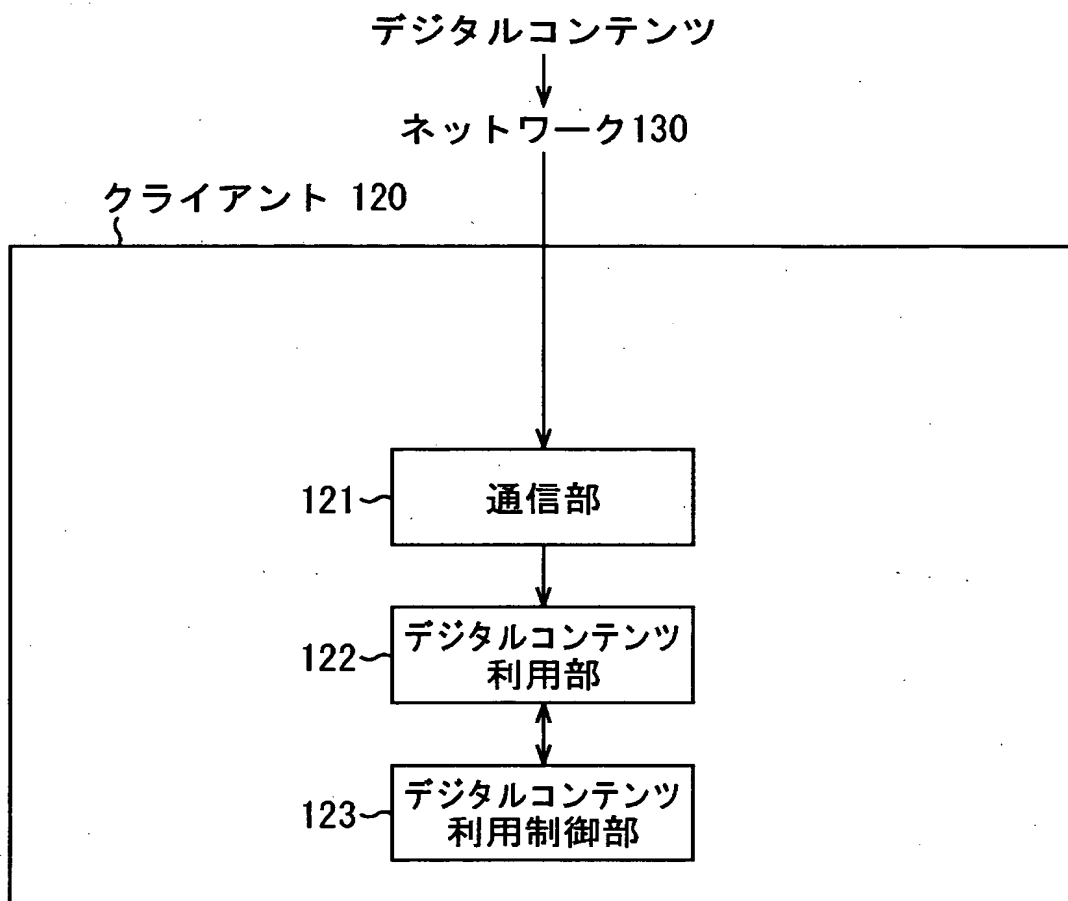 デジタルコンテンツ
ネットワーク130
クライアント 120
121
通信部
122
デジタルコンテンツ
利用部
123
デジタルコンテンツ
利用制御部